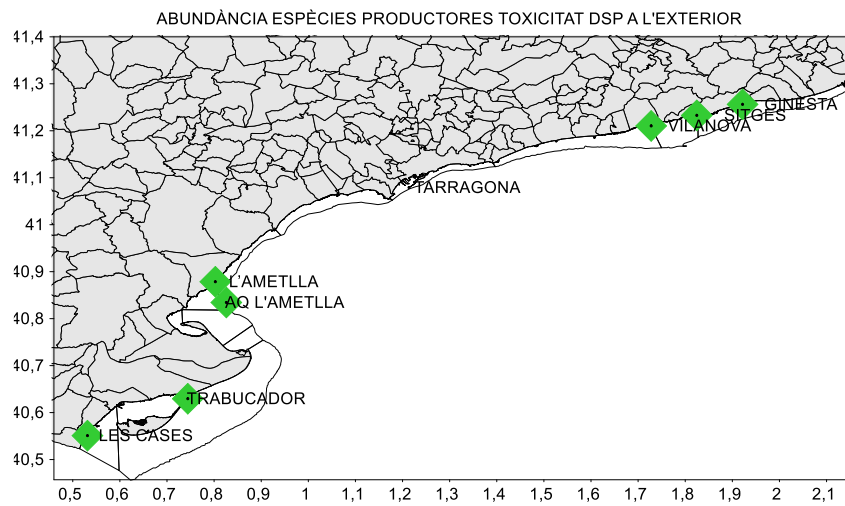 ABUNDÀNCIA ESPÈCIES PRODUCTORES TOXICITAT DSP A L'EXTERIOR
41,4
41,3
GINESTA
SITGES
VILANOVA
41,2
41,1
TARRAGONA
41
40,9
L'AMETLLA
AQ L'AMETLLA
40,8
40,7
TRABUCADOR
40,6
LES CASES
40,5
0,5 0,6 0,7 0,8 0,9 1 1,1 1,2 1,3 1,4 1,5 1,6 1,7 1,8 1,9 2 2,1